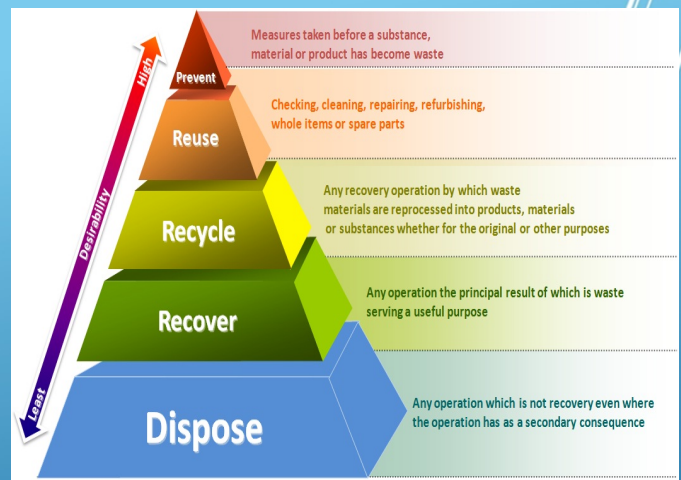 Measures taken before a substance,
material or product has become waste
High
Prevent
Checking, cleaning, repairing, refurbishing,
whole items or spare parts
Reuse
Any recovery operation by which waste
materials are reprocessed into products, materials
or substances whether for the original or other purposes
Desirability
Recycle
Any operation the principal result of which is waste
serving a useful purpose
Recover
Least
Any operation which is not recovery even where
the operation has as a secondary consequence
Dispose